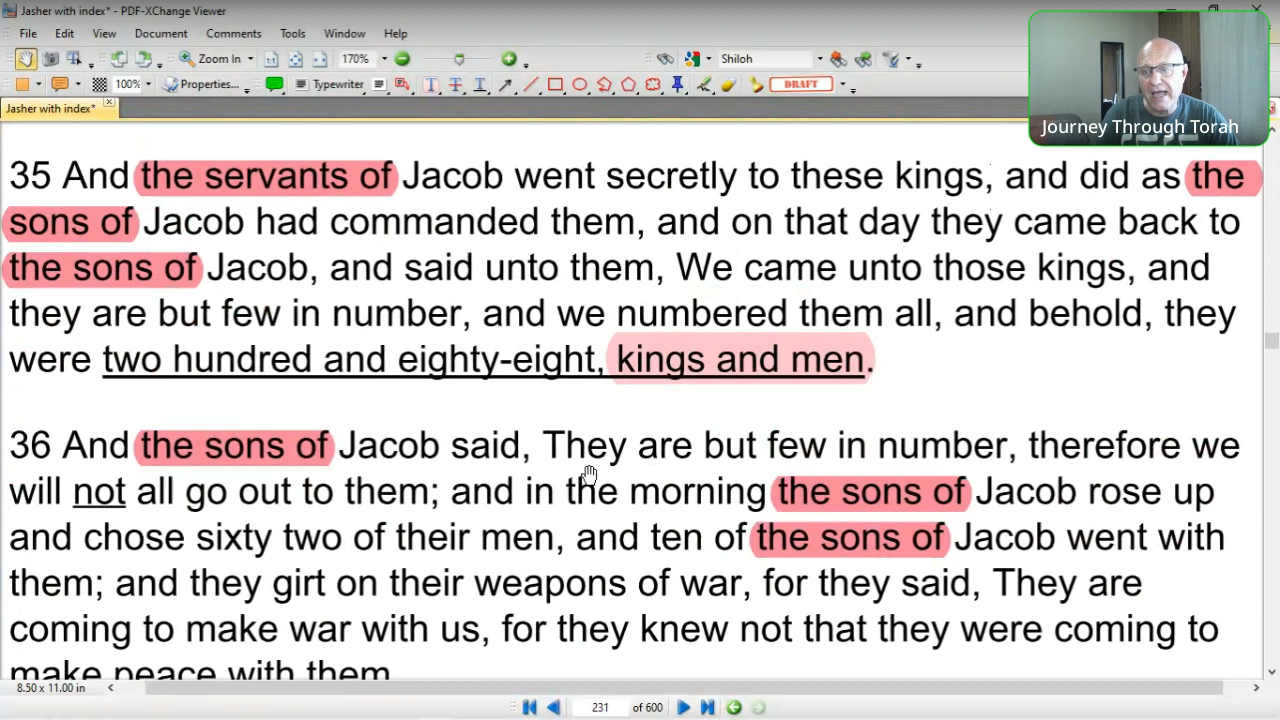 Jasher with index* - PDF-XChange Viewer
File Edit View Document Comments Tools Window Help
Zoom In 170% Shiloh
100% Properties... Typewriter DRAFT
Jasher with index*
Journey Through Torah
35 And the servants of Jacob went secretly to these kings, and did as the
sons of Jacob had commanded them, and on that day they came back to
the sons of Jacob, and said unto them, We came unto those kings, and
they are but few in number, and we numbered them all, and behold, they
were two hundred and eighty-eight, kings and men.
36 And the sons of Jacob said, They are but few in number, therefore we
will not all go out to them; and in the morning the sons of Jacob rose up
and chose sixty two of their men, and ten of the sons of Jacob went with
them; and they girt on their weapons of war, for they said, They are
coming to make war with us, for they knew not that they were coming to
make peace with them
8.50 x 11.00 in
231 of 600